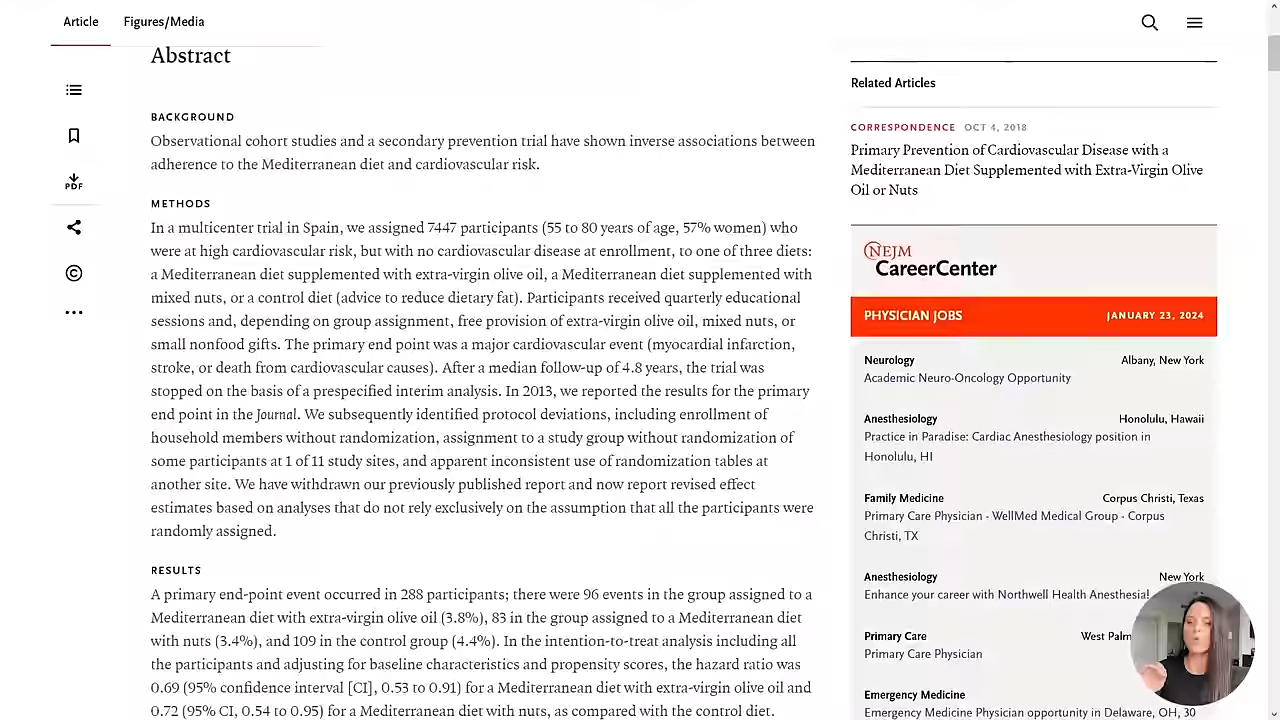 Article Figures/Media
Abstract
BACKGROUND
Observational cohort studies and a secondary prevention trial have shown inverse associations between
adherence to the Mediterranean diet and cardiovascular risk.
METHODS
In a multicenter trial in Spain, we assigned 7447 participants (55 to 80 years of age, 57% women) who
were at high cardiovascular risk, but with no cardiovascular disease at enrollment, to one of three diets:
a Mediterranean diet supplemented with extra-virgin olive oil, a Mediterranean diet supplemented with
mixed nuts, or a control diet (advice to reduce dietary fat). Participants received quarterly educational
sessions and, depending on group assignment, free provision of extra-virgin olive oil, mixed nuts, or
small nonfood gifts. The primary end point was a major cardiovascular event (myocardial infarction,
stroke, or death from cardiovascular causes). After a median follow-up of 4.8 years, the trial was
stopped on the basis of a prespecified interim analysis. In 2013, we reported the results for the primary
end point in the Journal. We subsequently identified protocol deviations, including enrollment of
household members without randomization, assignment to a study group without randomization of
some participants at 1 of 11 study sites, and apparent inconsistent use of randomization tables at
another site. We have withdrawn our previously published report and now report revised effect
estimates based on analyses that do not rely exclusively on the assumption that all the participants were
randomly assigned.
RESULTS
A primary end-point event occurred in 288 participants; there were 96 events in the group assigned to a
Mediterranean diet with extra-virgin olive oil (3.8%), 83 in the group assigned to a Mediterranean diet
with nuts (3.4%), and 109 in the control group (4.4%). In the intention-to-treat analysis including all
the participants and adjusting for baseline characteristics and propensity scores, the hazard ratio was
0.69 (95% confidence interval [CI], 0.53 to 0.91) for a Mediterranean diet with extra-virgin olive oil and
0.72 (95% CI, 0.54 to 0.95) for a Mediterranean diet with nuts, as compared with the control diet.
PDF
Related Articles
CORRESPONDENCE OCT 4, 2018
Primary Prevention of Cardiovascular Disease with a
Mediterranean Diet Supplemented with Extra-Virgin Olive
Oil or Nuts
NEJM
CareerCenter
PHYSICIAN JOBS JANUARY 23, 2024
Neurology Albany, New York
Academic Neuro-Oncology Opportunity
Anesthesiology Honolulu, Hawaii
Practice in Paradise: Cardiac Anesthesiology position in
Honolulu, HI
Family Medicine Corpus Christi, Texas
Primary Care Physician - WellMed Medical Group - Corpus
Christi, TX
Anesthesiology New York
Enhance your career with Northwell Health Anesthesia!
Primary Care West Palm
Primary Care Physician
Emergency Medicine
Emergency Medicine Physician opportunity in Delaware, OH, 30